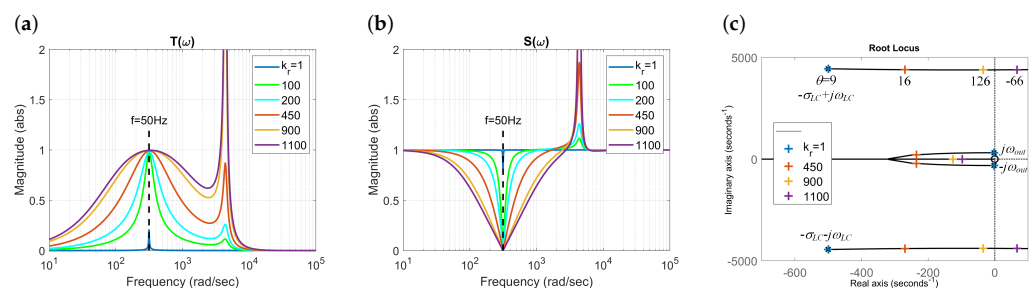 (a)
T(ω)
Magnitude (abs)
2
1.5
1
0.5
0
f=50Hz
k_r=1
100
200
450
900
1100
10^1
10^2
10^3
10^4
10^5
Frequency (rad/sec)
(b)
S(ω)
Magnitude (abs)
2
1.5
1
0.5
0
f=50Hz
k_r=1
100
200
450
900
1100
10^1
10^2
10^3
10^4
10^5
Frequency (rad/sec)
(c)
Root Locus
Imaginary axis (seconds^-1)
5000
0
-5000
θ=9
16
126
-66
-σ_LC+jω_LC
k_r=1
450
900
1100
jω_out
-jω_out
-σ_LC-jω_LC
-600
-400
-200
0
Real axis (seconds^-1)